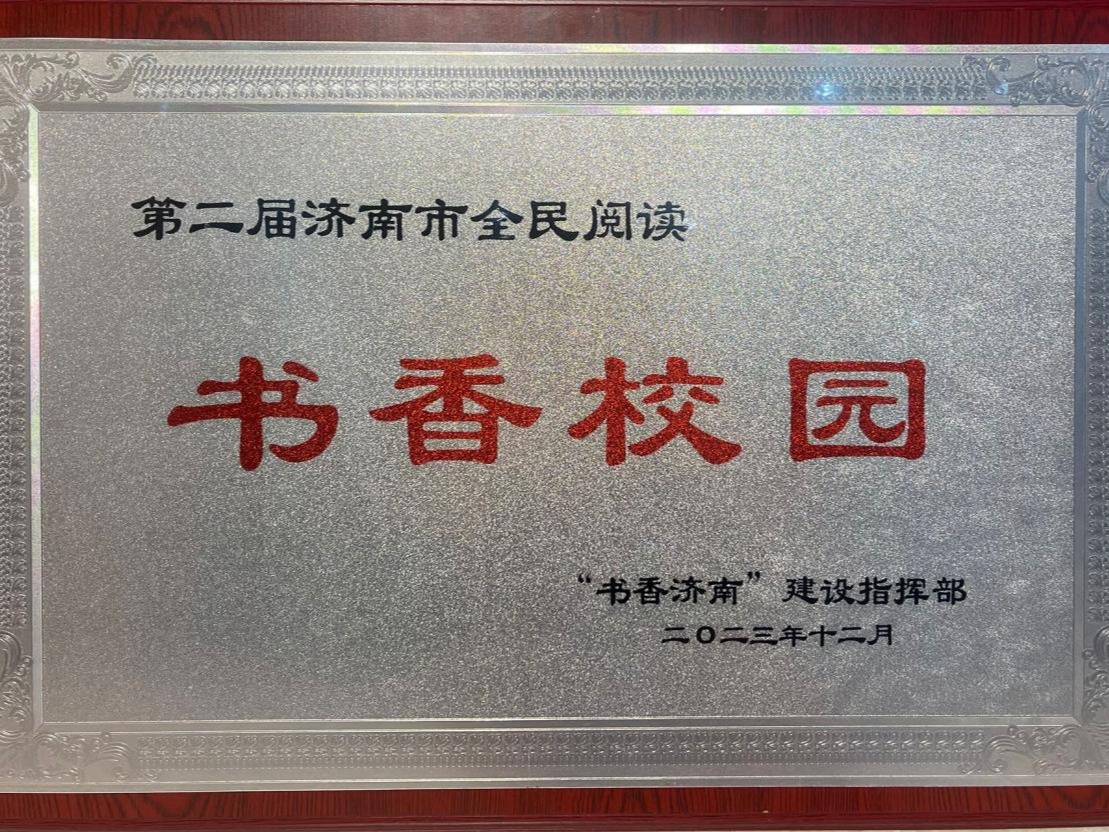 第二届济南市全民阅读
书香校园
“书香济南”建设指挥部
二〇二三年十二月